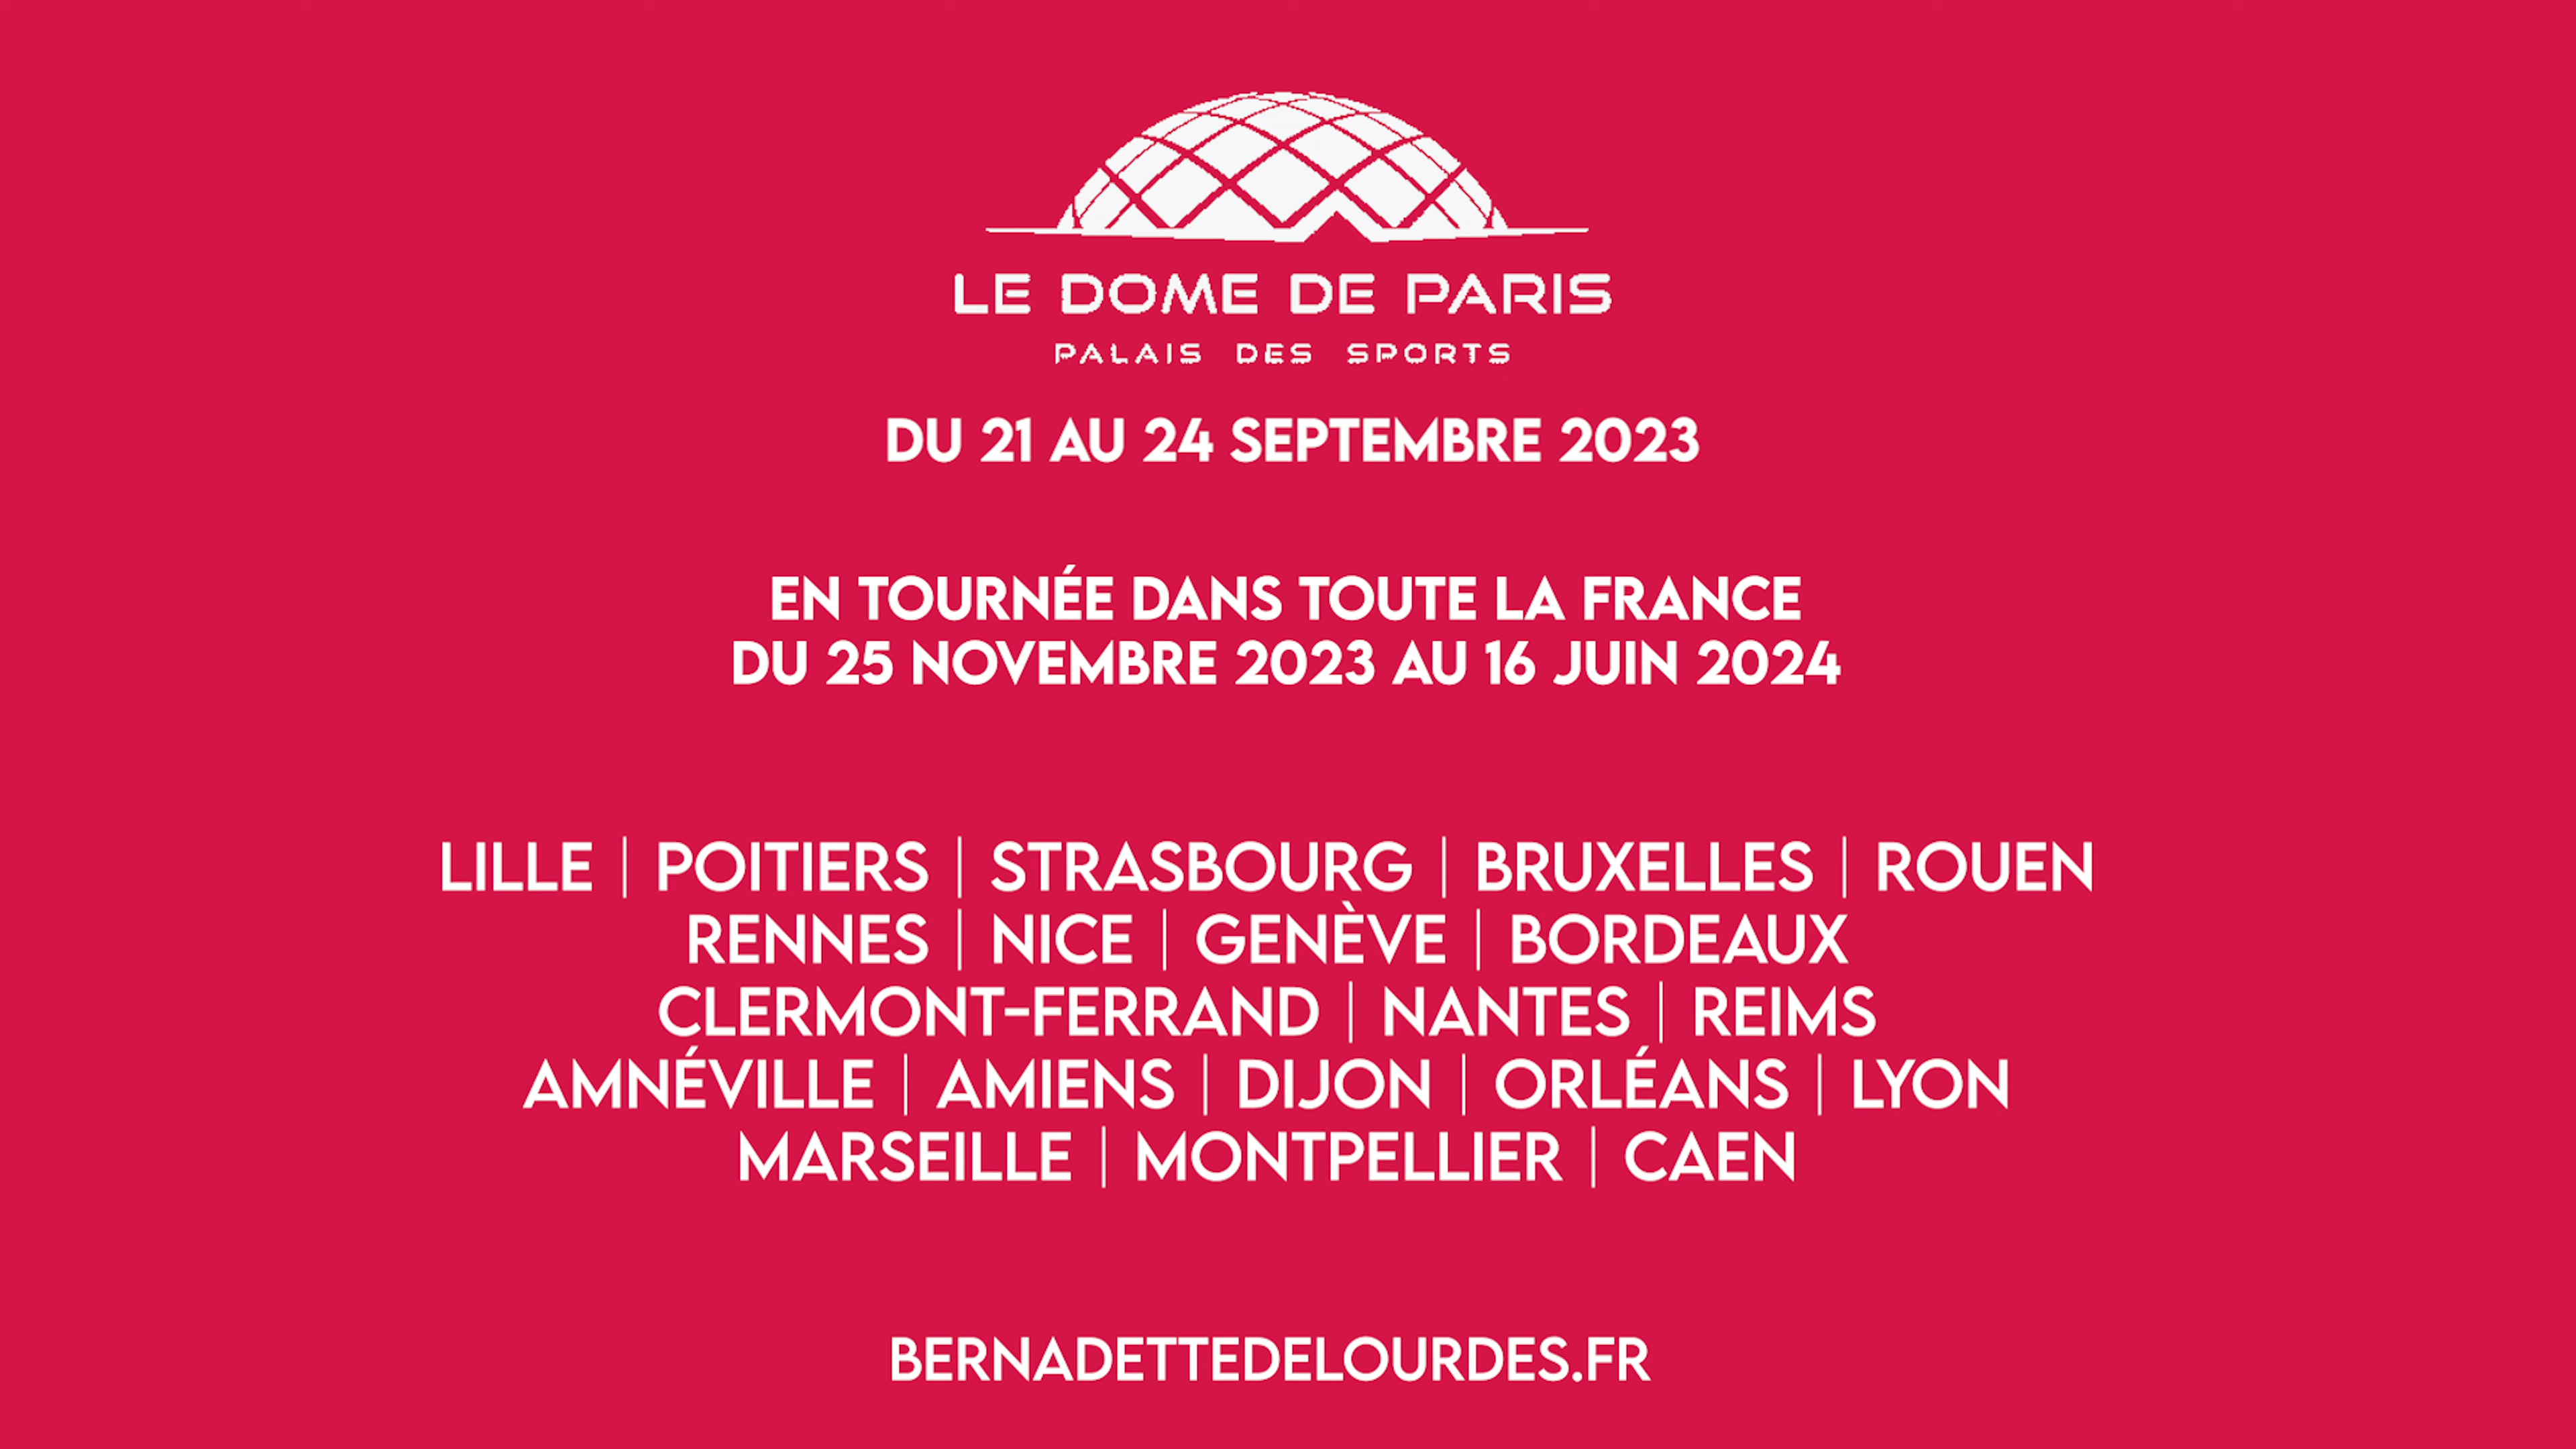 LE DOME DE PARIS
PALAIS DES SPORTS
DU 21 AU 24 SEPTEMBRE 2023
EN TOURNÉE DANS TOUTE LA FRANCE
DU 25 NOVEMBRE 2023 AU 16 JUIN 2024
LILLE | POITIERS | STRASBOURG | BRUXELLES | ROUEN
RENNES | NICE | GENÈVE | BORDEAUX
CLERMONT-FERRAND | NANTES | REIMS
AMNÉVILLE | AMIENS | DIJON | ORLÉANS | LYON
MARSEILLE | MONTPELLIER | CAEN
BERNADETTEDELOURDES.FR